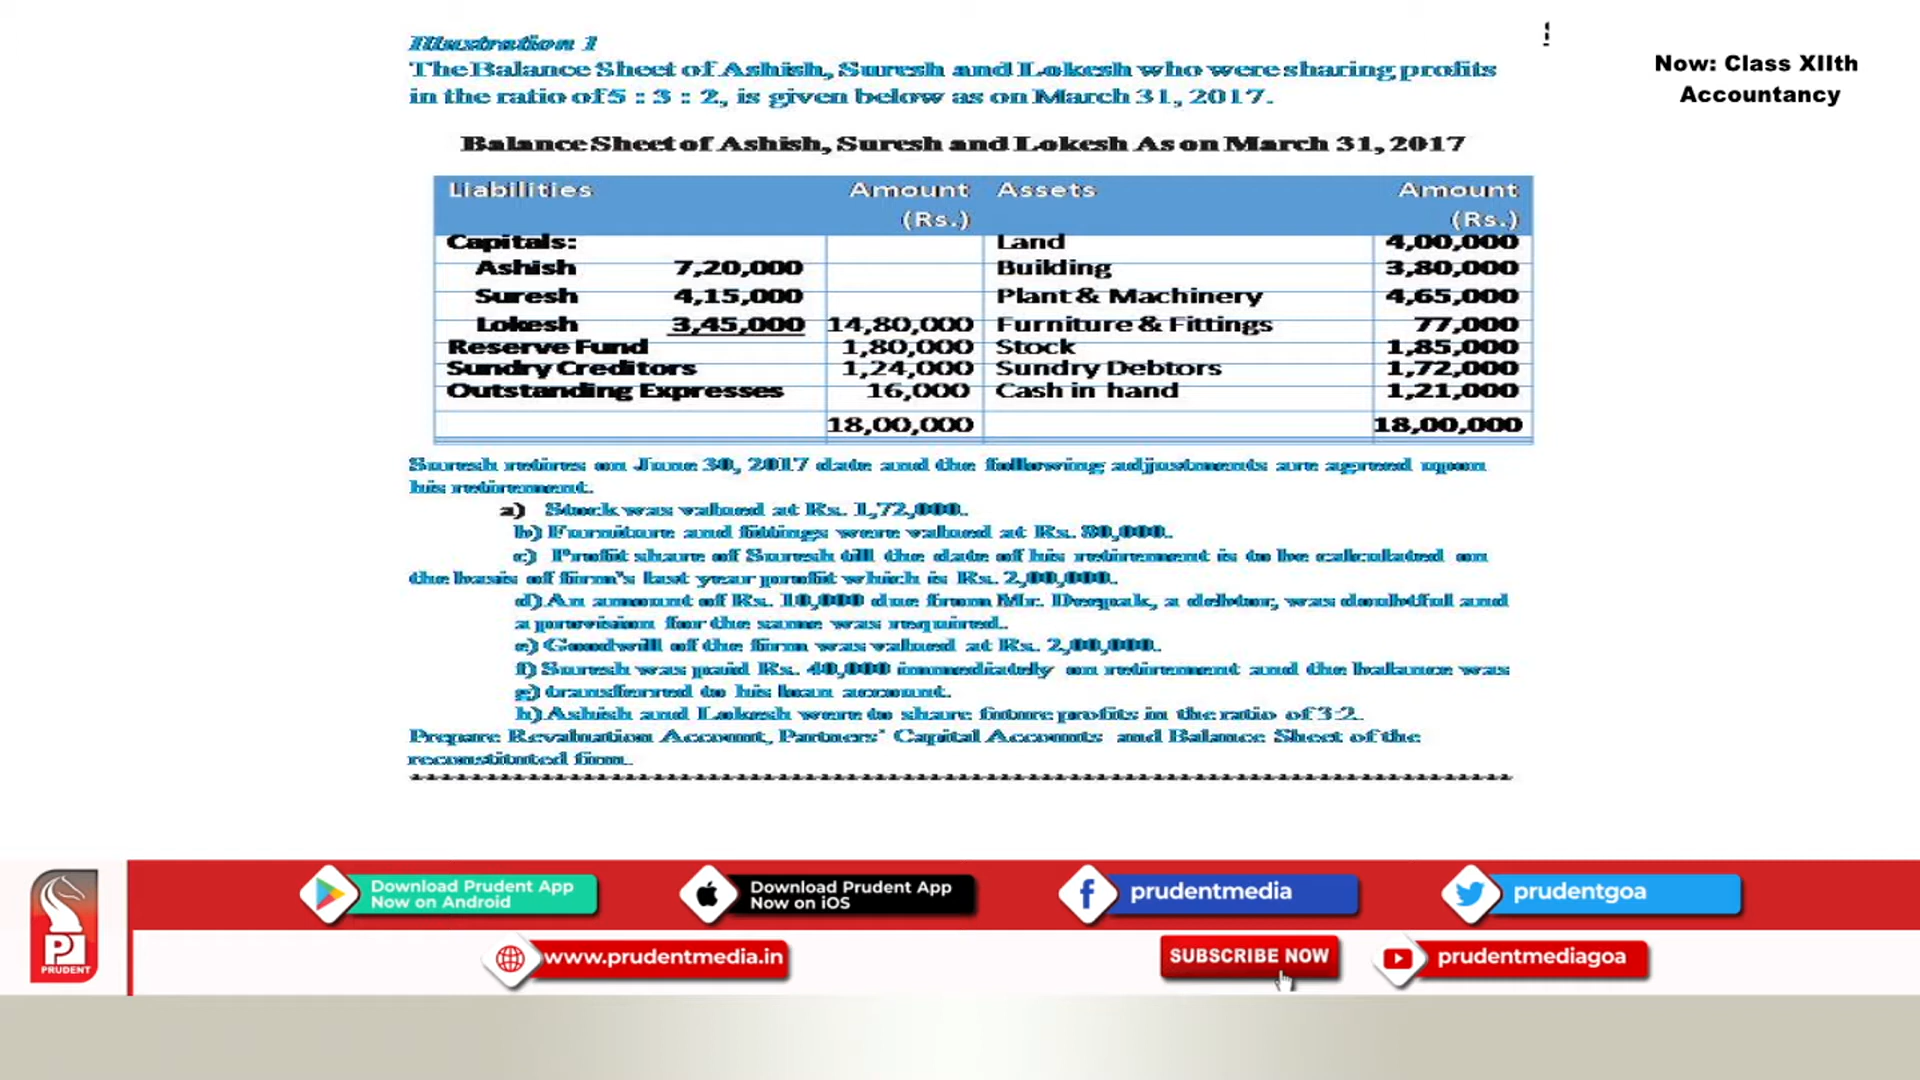 Illustration 1
The Balance Sheet of Ashish, Suresh and Lokesh who were sharing profits
in the ratio of 5 : 3 : 2, is given below as on March 31, 2017.
Now: Class XIIth
Accountancy
Balance Sheet of Ashish, Suresh and Lokesh As on March 31, 2017
Liabilities Amount (Rs.) Assets Amount (Rs.)
Capitals: Land 4,00,000
Ashish 7,20,000 Building 3,80,000
Suresh 4,15,000 Plant & Machinery 4,65,000
Lokesh 3,45,000 14,80,000 Furniture & Fittings 77,000
Reserve Fund 1,80,000 Stock 1,85,000
Sundry Creditors 1,24,000 Sundry Debtors 1,72,000
Outstanding Expresses 16,000 Cash in hand 1,21,000
18,00,000 18,00,000
Suresh retires on June 30, 2017 date and the following adjustments are agreed upon
his retirement.
a) Stock was valued at Rs. 1,72,000.
b) Furniture and fittings were valued at Rs. 80,000.
c) Profit share of Suresh till the date of his retirement is to be calculated on
the basis of firm's last year profit which is Rs. 2,00,000.
d) An amount of Rs. 10,000 due from Mr. Deepak, a debtor, was doubtful and
a provision for the same was required.
e) Goodwill of the firm was valued at Rs. 2,00,000.
f) Suresh was paid Rs. 40,000 immediately on retirement and the balance was
g) transferred to his loan account.
h) Ashish and Lokesh were to share future profits in the ratio of 3:2.
Prepare Revaluation Account, Partners' Capital Accounts and Balance Sheet of the
reconstituted firm.
Download Prudent App
Now on Android
Download Prudent App
Now on iOS
prudentmedia
prudentgoa
PRUDENT
www.prudentmedia.in
SUBSCRIBE NOW
prudentmediagoa